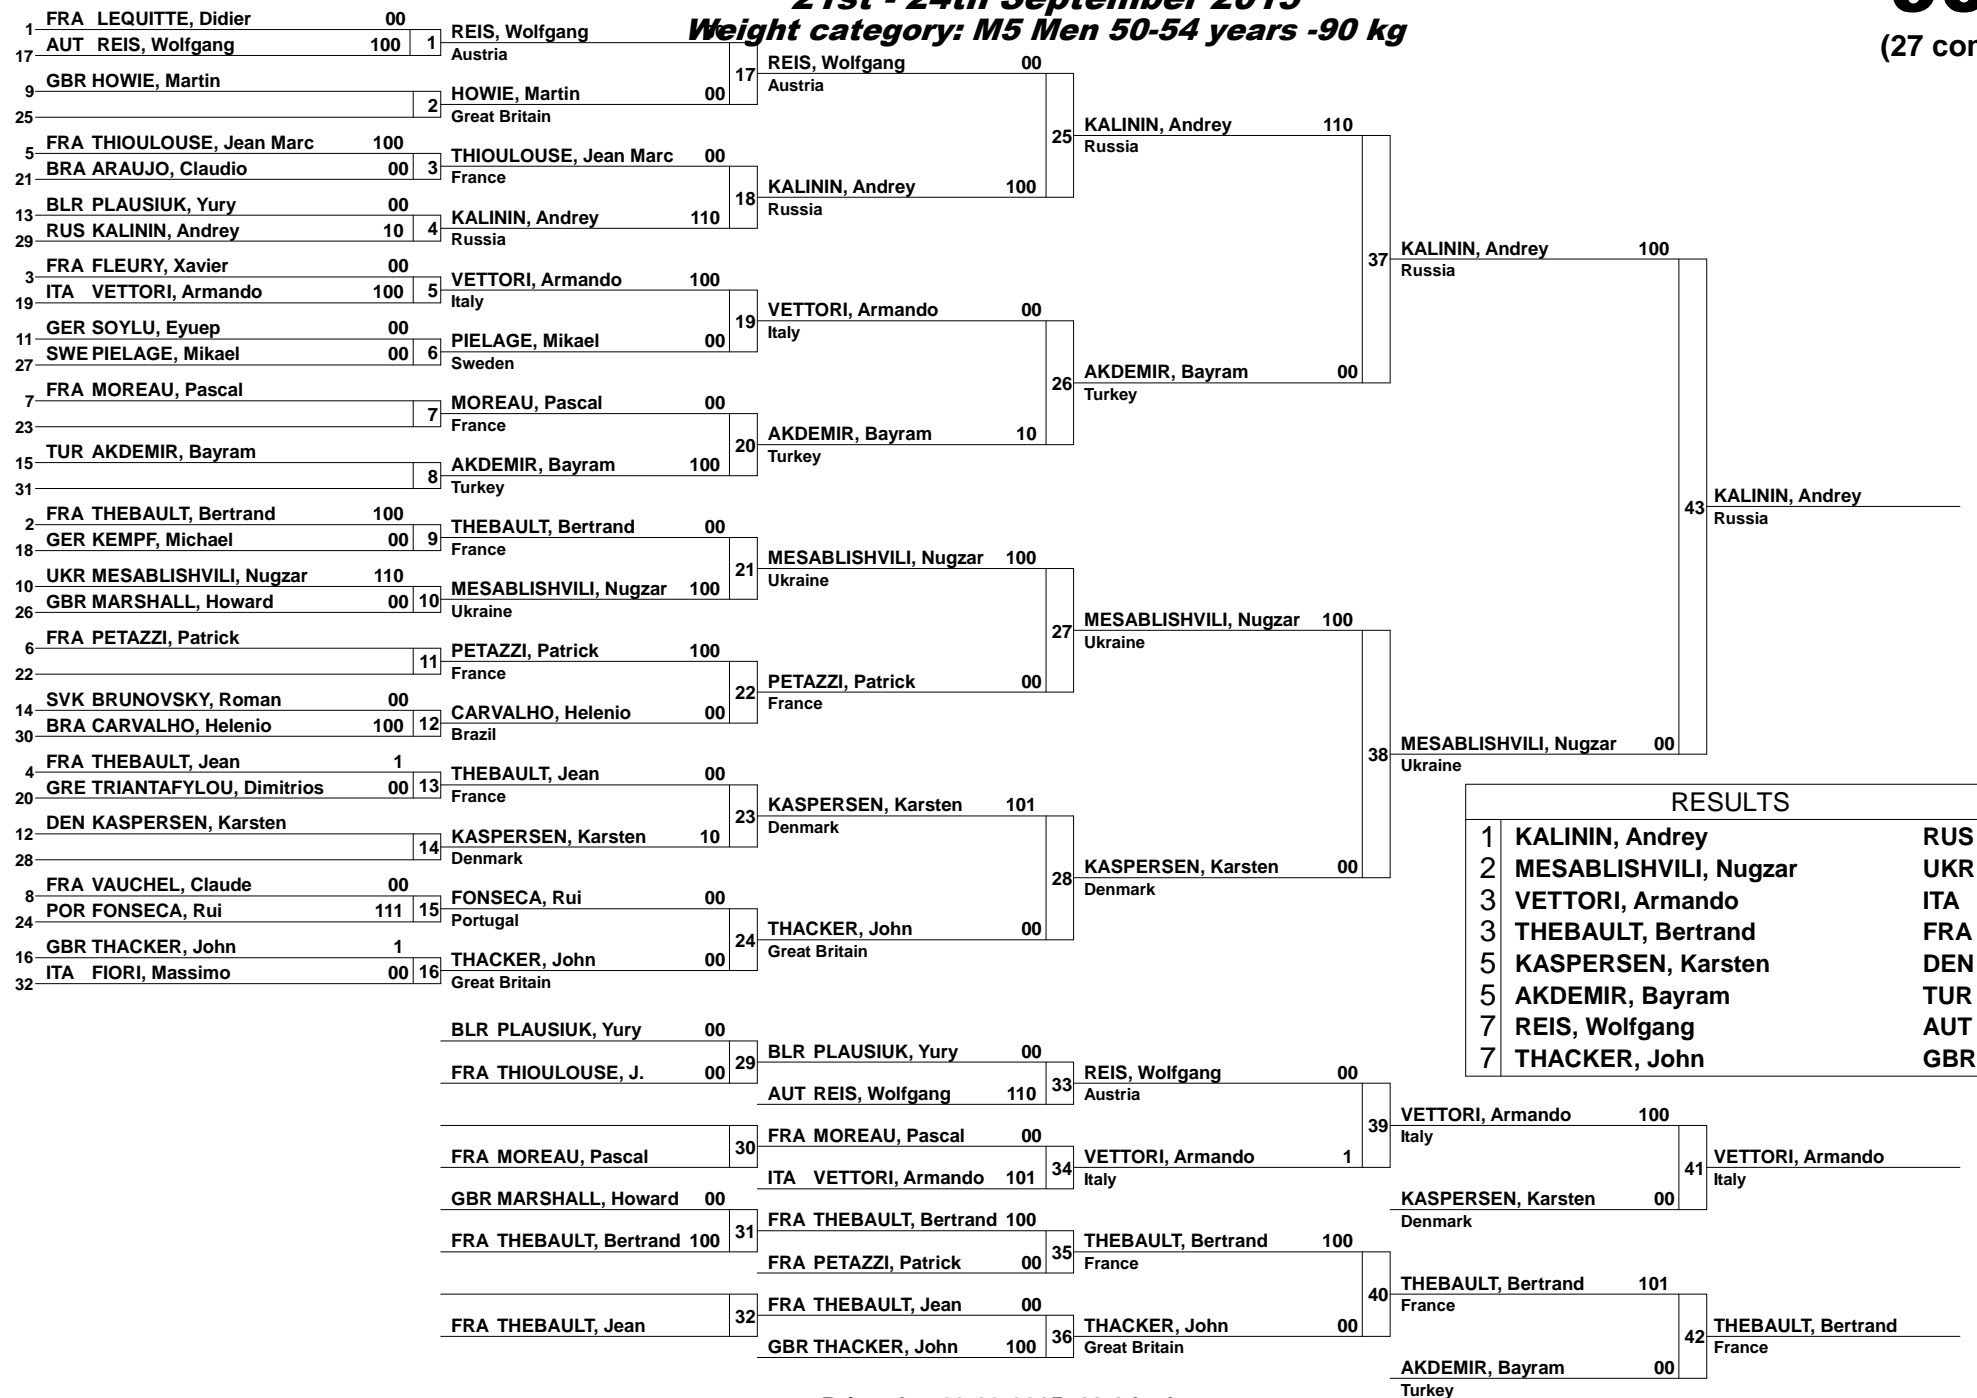 21st - 24th September 2015
Weight category: M5 Men 50-54 years -90 kg
(27 con
1 FRA LEQUITTE, Didier 00
17 AUT REIS, Wolfgang 100 1
9 GBR HOWIE, Martin
25 2
5 FRA THIOULOUSE, Jean Marc 100
21 BRA ARAUJO, Claudio 00 3
13 BLR PLAUSIUK, Yury 00
29 RUS KALININ, Andrey 10 4
3 FRA FLEURY, Xavier 00
19 ITA VETTORI, Armando 100 5
11 GER SOYLU, Eyuep 00
27 SWE PIELAGE, Mikael 00 6
7 FRA MOREAU, Pascal
23 7
15 TUR AKDEMIR, Bayram
31 8
2 FRA THEBAULT, Bertrand 100
18 GER KEMPF, Michael 00 9
10 UKR MESABLISHVILI, Nugzar 110
26 GBR MARSHALL, Howard 00 10
6 FRA PETAZZI, Patrick
22 11
14 SVK BRUNOVSKY, Roman 00
30 BRA CARVALHO, Helenio 100 12
4 FRA THEBAULT, Jean 1
20 GRE TRIANTAFYLOU, Dimitrios 00 13
12 DEN KASPERSEN, Karsten
28 14
8 FRA VAUCHEL, Claude 00
24 POR FONSECA, Rui 111 15
16 GBR THACKER, John 1
32 ITA FIORI, Massimo 00 16
REIS, Wolfgang
Austria
17
HOWIE, Martin 00
Great Britain
THIOULOUSE, Jean Marc 00
France
18
KALININ, Andrey 110
Russia
VETTORI, Armando 100
Italy
19
PIELAGE, Mikael 00
Sweden
MOREAU, Pascal 00
France
20
AKDEMIR, Bayram 100
Turkey
THEBAULT, Bertrand 00
France
21
MESABLISHVILI, Nugzar 100
Ukraine
PETAZZI, Patrick 100
France
22
CARVALHO, Helenio 00
Brazil
THEBAULT, Jean 00
France
23
KASPERSEN, Karsten 10
Denmark
FONSECA, Rui 00
Portugal
24
THACKER, John 00
Great Britain
REIS, Wolfgang 00
Austria
25
KALININ, Andrey 100
Russia
VETTORI, Armando 00
Italy
26
AKDEMIR, Bayram 10
Turkey
MESABLISHVILI, Nugzar 100
Ukraine
27
PETAZZI, Patrick 00
France
KASPERSEN, Karsten 101
Denmark
28
THACKER, John 00
Great Britain
KALININ, Andrey 110
Russia
37
AKDEMIR, Bayram 00
Turkey
MESABLISHVILI, Nugzar 100
Ukraine
38
KASPERSEN, Karsten 00
Denmark
KALININ, Andrey 100
Russia
43
MESABLISHVILI, Nugzar 00
Ukraine
KALININ, Andrey
Russia
RESULTS
1 KALININ, Andrey RUS
2 MESABLISHVILI, Nugzar UKR
3 VETTORI, Armando ITA
3 THEBAULT, Bertrand FRA
5 KASPERSEN, Karsten DEN
5 AKDEMIR, Bayram TUR
7 REIS, Wolfgang AUT
7 THACKER, John GBR
BLR PLAUSIUK, Yury 00
29
FRA THIOULOUSE, J. 00
30
FRA MOREAU, Pascal
GBR MARSHALL, Howard 00
31
FRA THEBAULT, Bertrand 100
32
FRA THEBAULT, Jean
BLR PLAUSIUK, Yury 00
33
AUT REIS, Wolfgang 110
FRA MOREAU, Pascal 00
34
ITA VETTORI, Armando 101
FRA THEBAULT, Bertrand 100
35
FRA PETAZZI, Patrick 00
FRA THEBAULT, Jean 00
36
GBR THACKER, John 100
REIS, Wolfgang 00
Austria
39
VETTORI, Armando 1
Italy
THEBAULT, Bertrand 100
France
40
THACKER, John 00
Great Britain
VETTORI, Armando 100
Italy
41
KASPERSEN, Karsten 00
Denmark
THEBAULT, Bertrand 101
France
42
AKDEMIR, Bayram 00
Turkey
VETTORI, Armando
Italy
THEBAULT, Bertrand
France